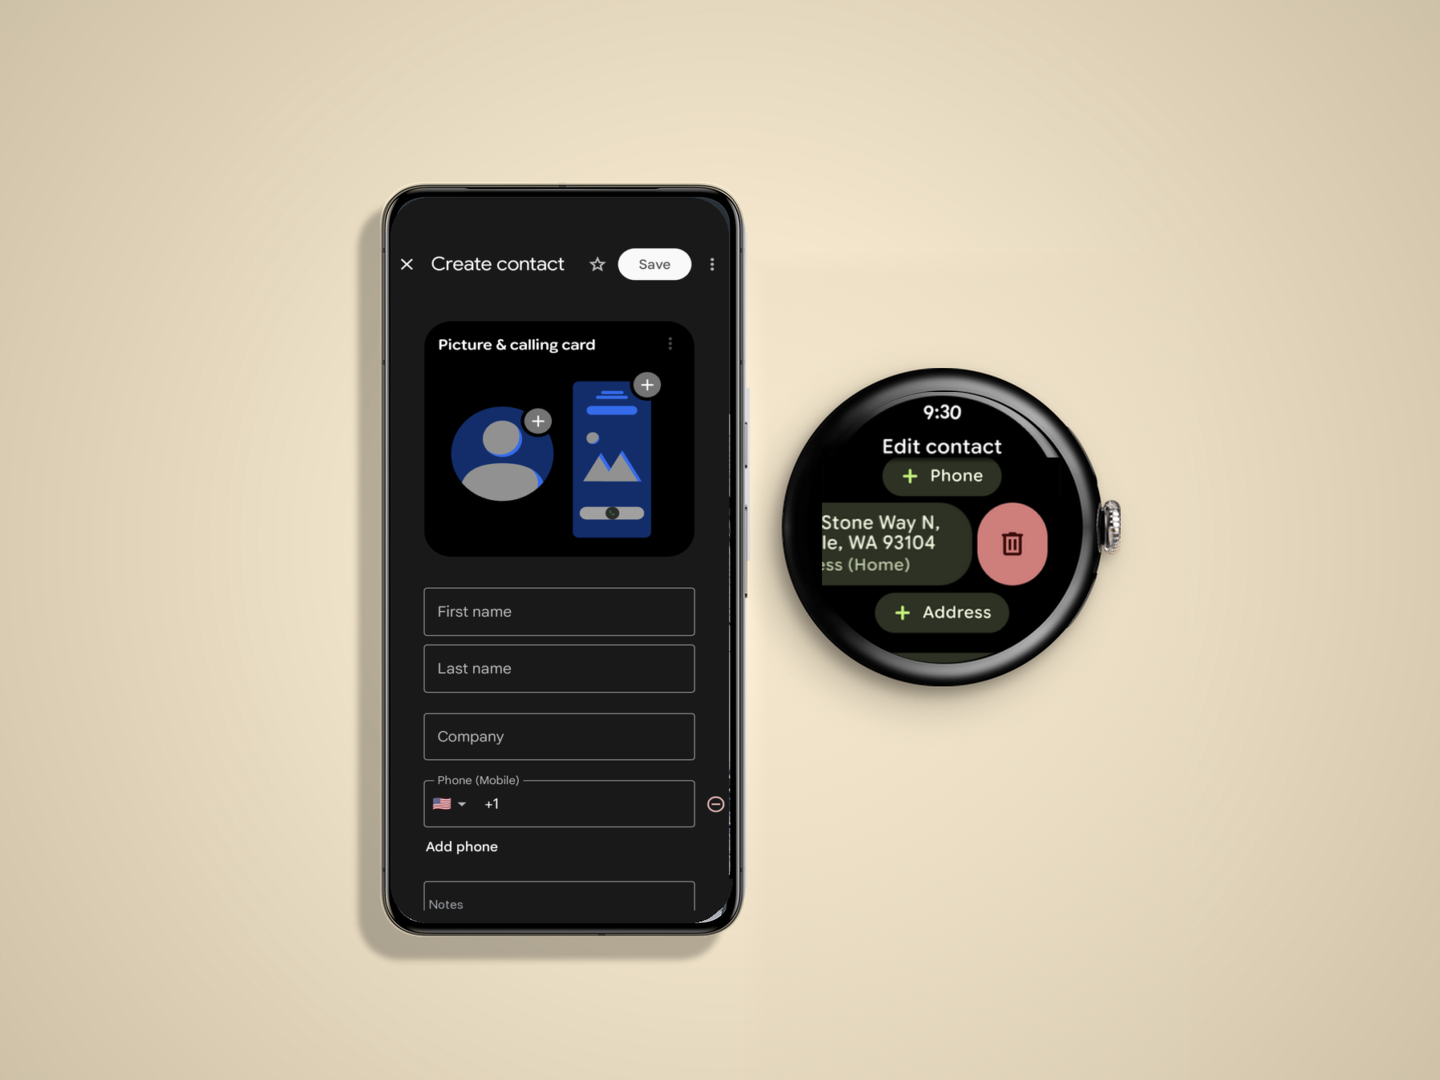 Create contact
Save
Picture & calling card
First name
Last name
Company
Phone (Mobile)
+1
Add phone
Notes
9:30
Edit contact
+ Phone
Stone Way N,
le, WA 93104
ess (Home)
+ Address